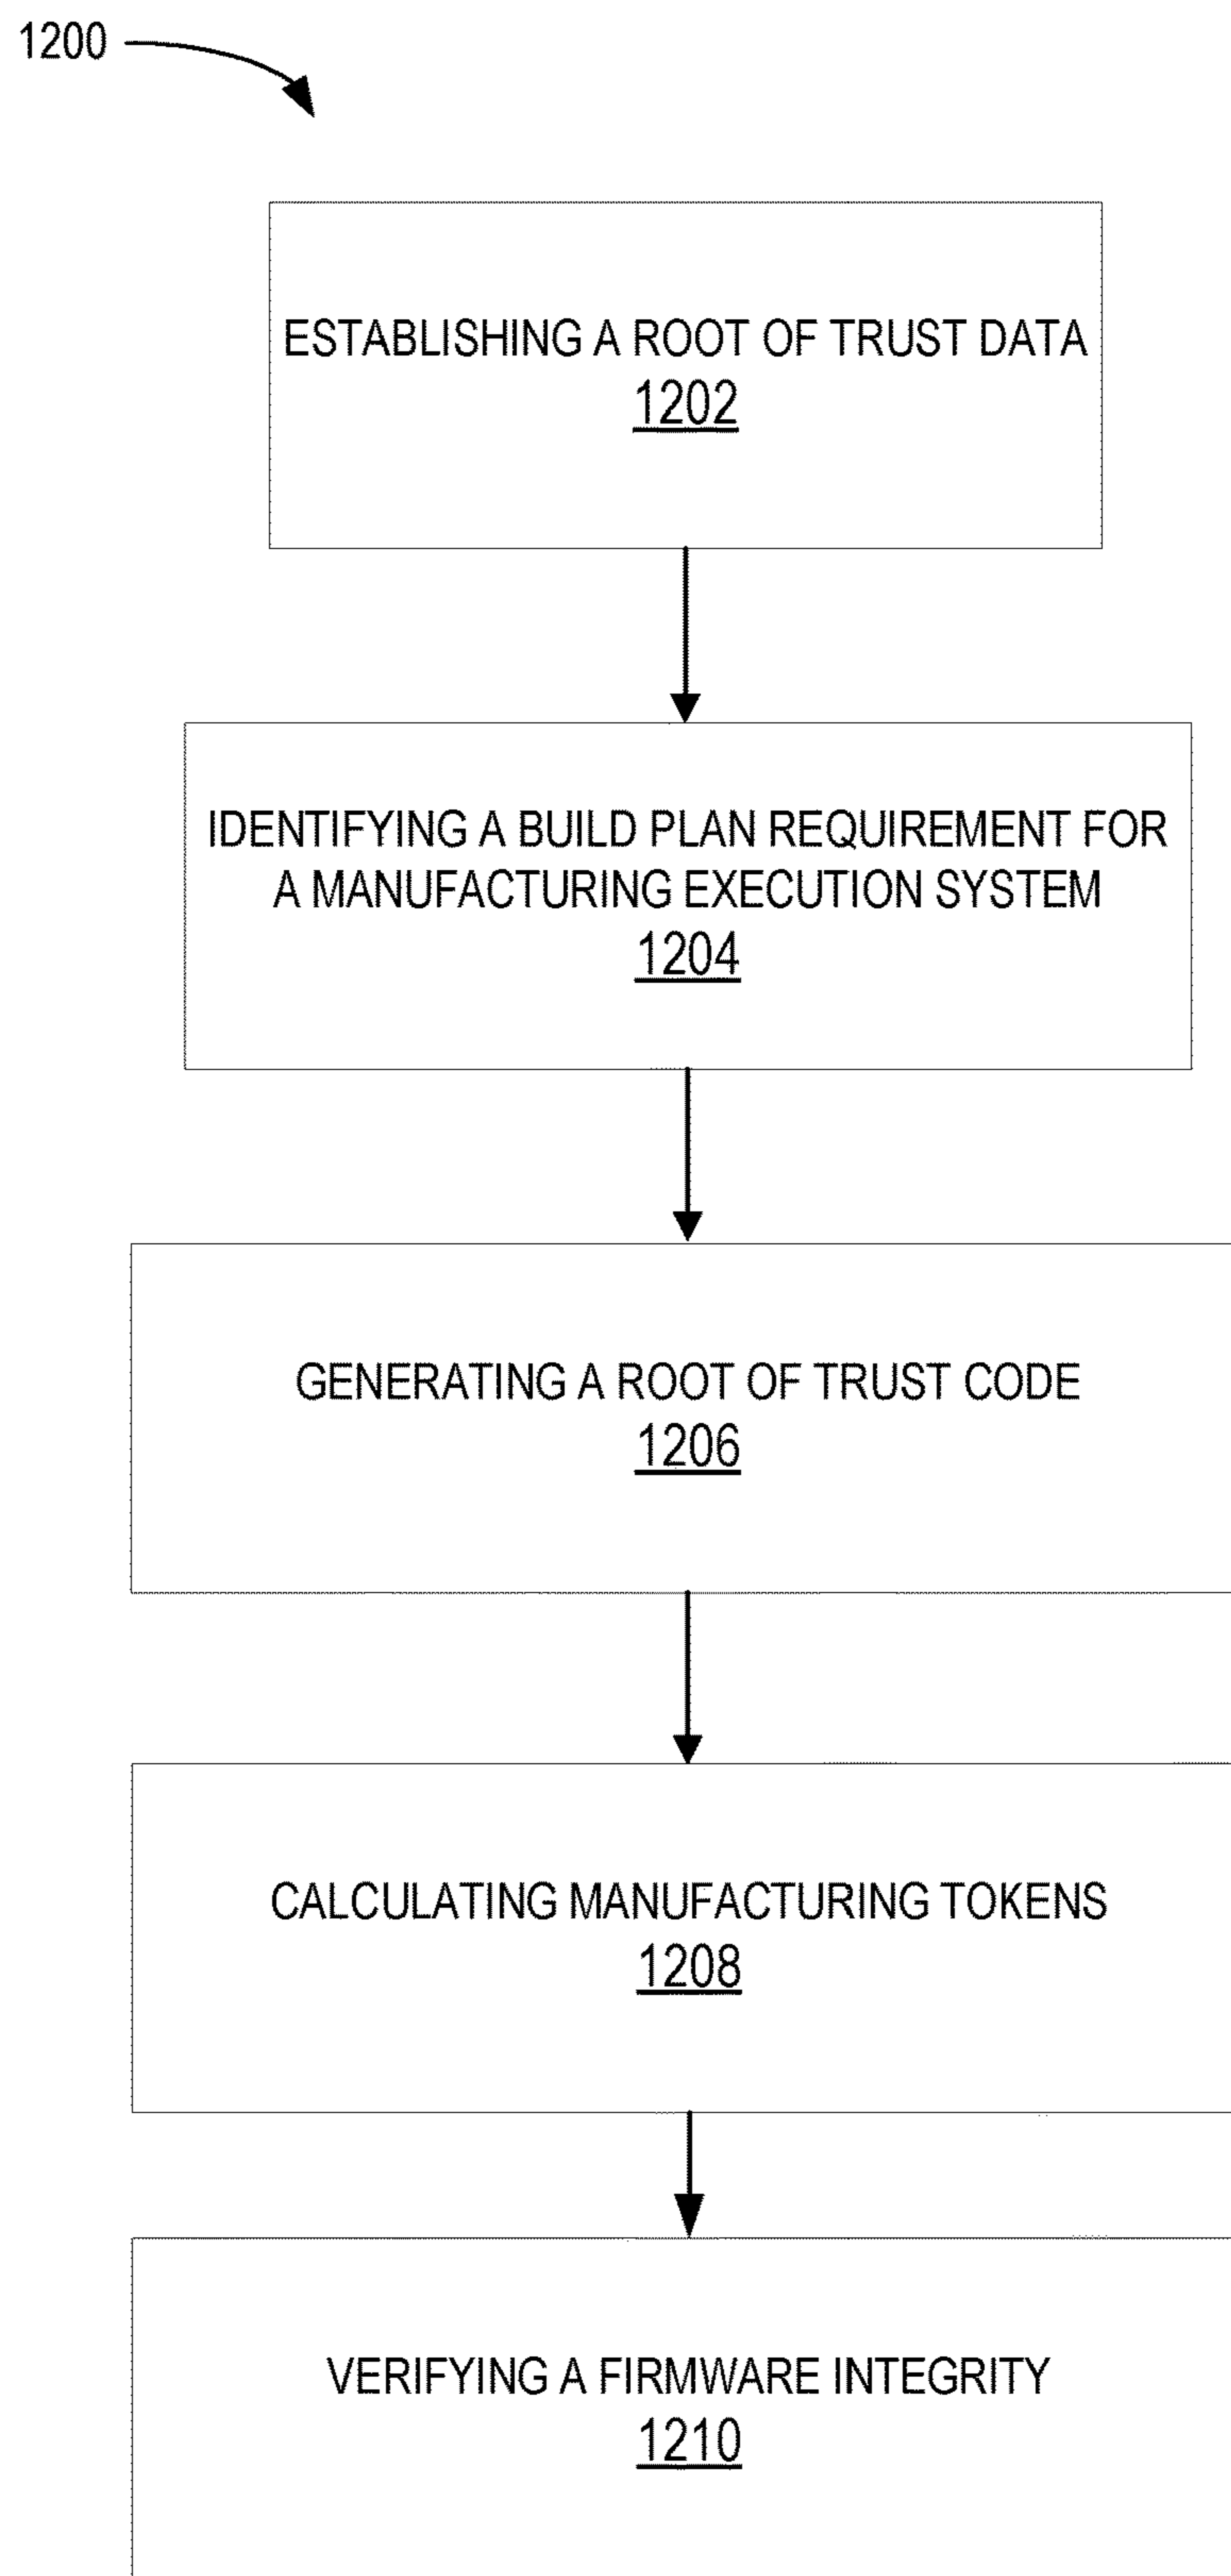 1200
ESTABLISHING A ROOT OF TRUST DATA
1202
IDENTIFYING A BUILD PLAN REQUIREMENT FOR
A MANUFACTURING EXECUTION SYSTEM
1204
GENERATING A ROOT OF TRUST CODE
1206
CALCULATING MANUFACTURING TOKENS
1208
VERIFYING A FIRMWARE INTEGRITY
1210